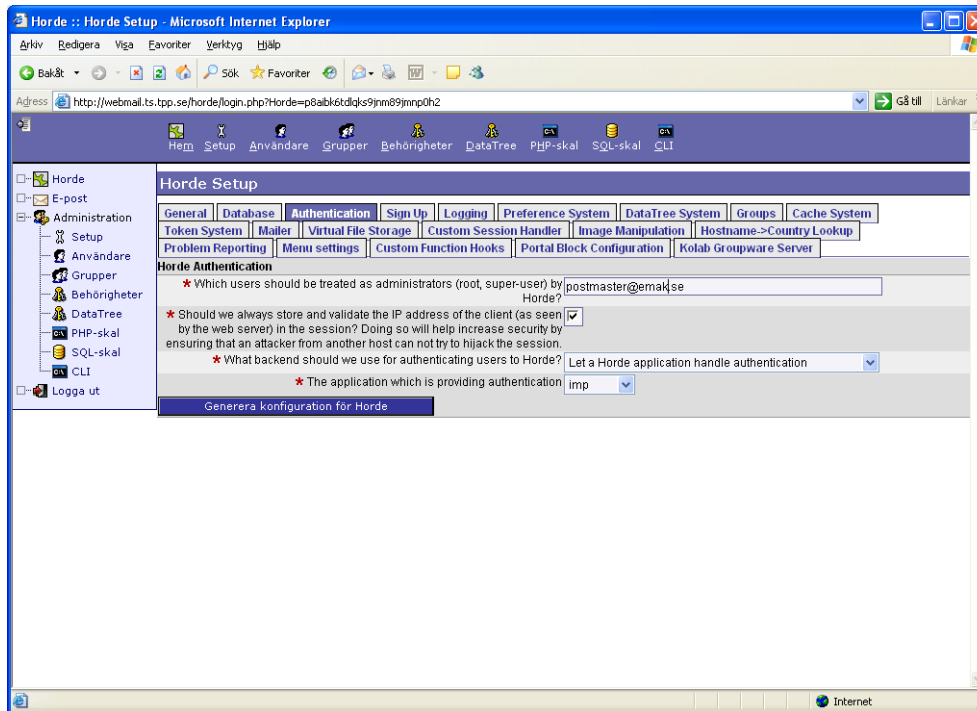 Horde :: Horde Setup - Microsoft Internet Explorer
Arkiv Redigera Visa Favoriter Verktyg Hjälp
Bakåt Sök Favoriter
Adress http://webmail.ts.tpp.se/horde/login.php?Horde=p8aibk6tdlqks9jnm89jmnp0h2 Gå till Länkar
Hem Setup Användare Grupper Behörigheter DataTree PHP-skal SQL-skal CLI
Horde
E-post
Administration
Setup
Användare
Grupper
Behörigheter
DataTree
PHP-skal
SQL-skal
CLI
Logga ut
Horde Setup
General Database Authentication Sign Up Logging Preference System DataTree System Groups Cache System
Token System Mailer Virtual File Storage Custom Session Handler Image Manipulation Hostname->Country Lookup
Problem Reporting Menu settings Custom Function Hooks Portal Block Configuration Kolab Groupware Server
Horde Authentication
* Which users should be treated as administrators (root, super-user) by postmaster@emak.se
Horde?
* Should we always store and validate the IP address of the client (as seen
by the web server) in the session? Doing so will help increase security by
ensuring that an attacker from another host can not try to hijack the session.
* What backend should we use for authenticating users to Horde? Let a Horde application handle authentication
* The application which is providing authentication imp
Generera konfiguration för Horde
Internet